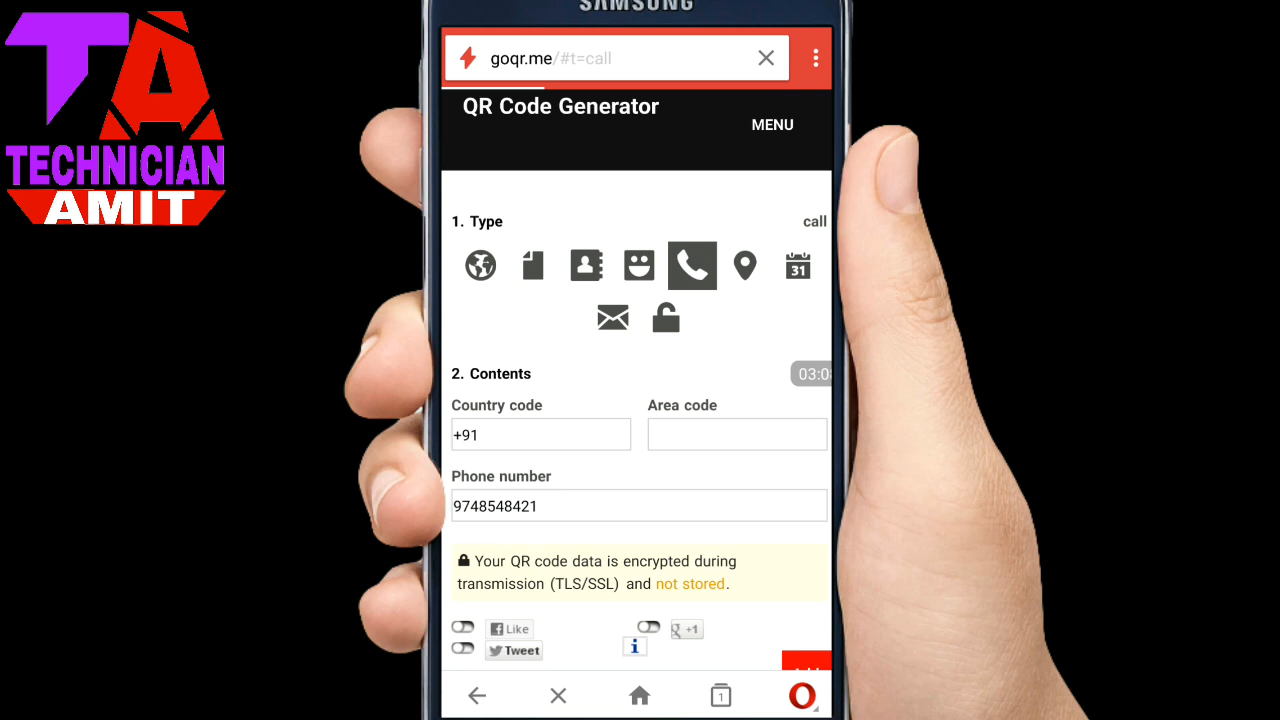 SAMSUNG
TA
TECHNICIAN
AMIT
goqr.me/#t=call
QR Code Generator
MENU
1. Type
call
31
2. Contents
03:0
Country code
Area code
+91
Phone number
9748548421
Your QR code data is encrypted during
transmission (TLS/SSL) and not stored.
Like
+1
Tweet
i
1